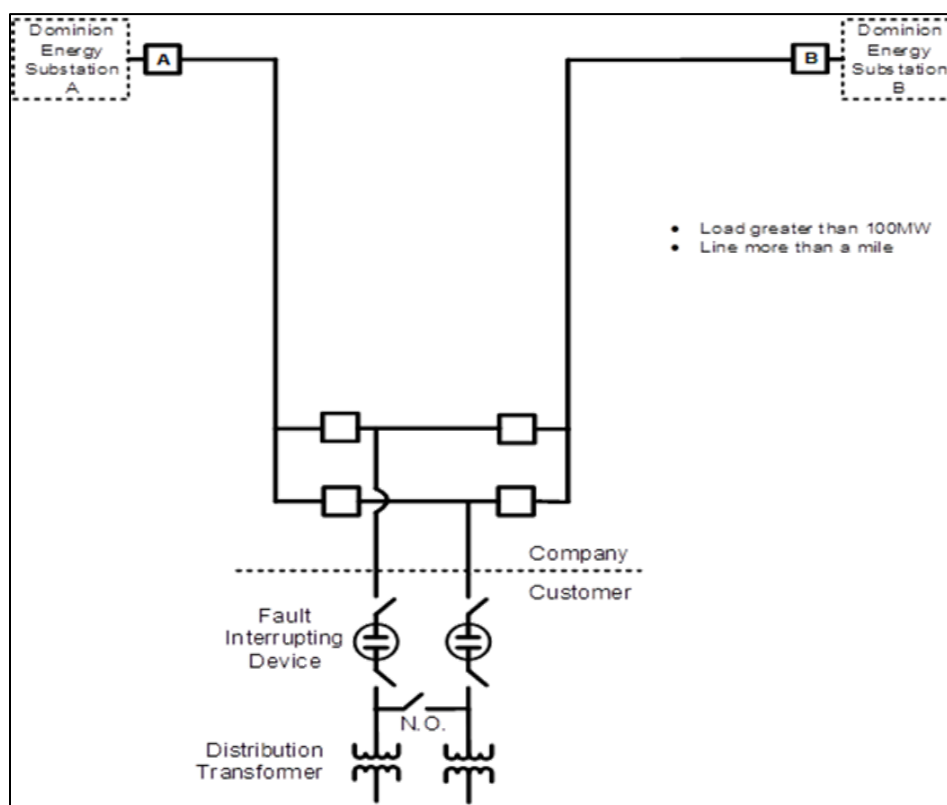 Dominion
Energy
Substation
A
A
B
Dominion
Energy
Substation
B
• Load greater than 100MW
• Line more than a mile
Company
Customer
Fault
Interrupting
Device
N.O.
Distribution
Transformer